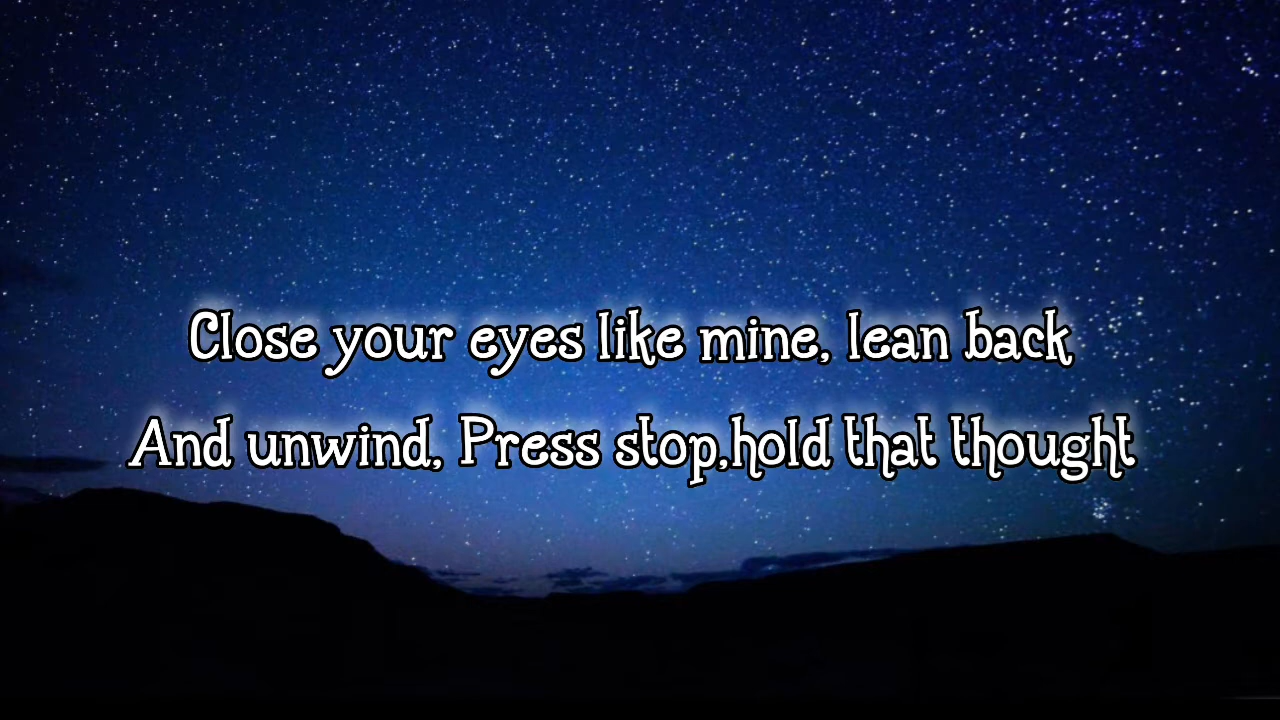 Close your eyes like mine, lean back
And unwind, Press stop,hold that thought